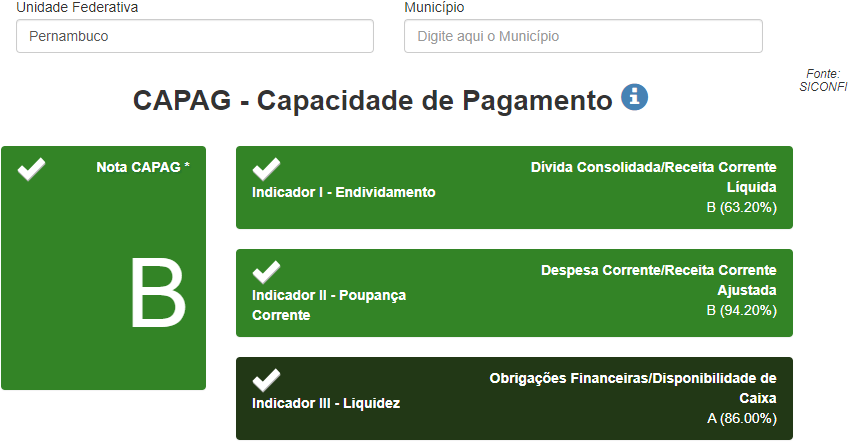 Unidade Federativa
Município
Pernambuco
Digite aqui o Município
Fonte:
SICONFI
CAPAG - Capacidade de Pagamento
Nota CAPAG *
B
Indicador I - Endividamento
Dívida Consolidada/Receita Corrente
Líquida
B (63.20%)
Indicador II - Poupança
Corrente
Despesa Corrente/Receita Corrente
Ajustada
B (94.20%)
Indicador III - Liquidez
Obrigações Financeiras/Disponibilidade de
Caixa
A (86.00%)